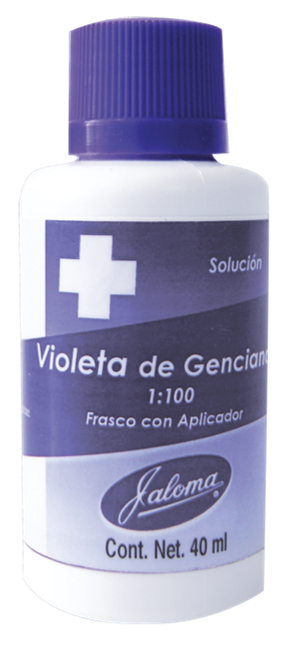 Solución
Violeta de Genciana
1:100
Frasco con Aplicador
Jaloma
®
Cont. Net. 40 ml